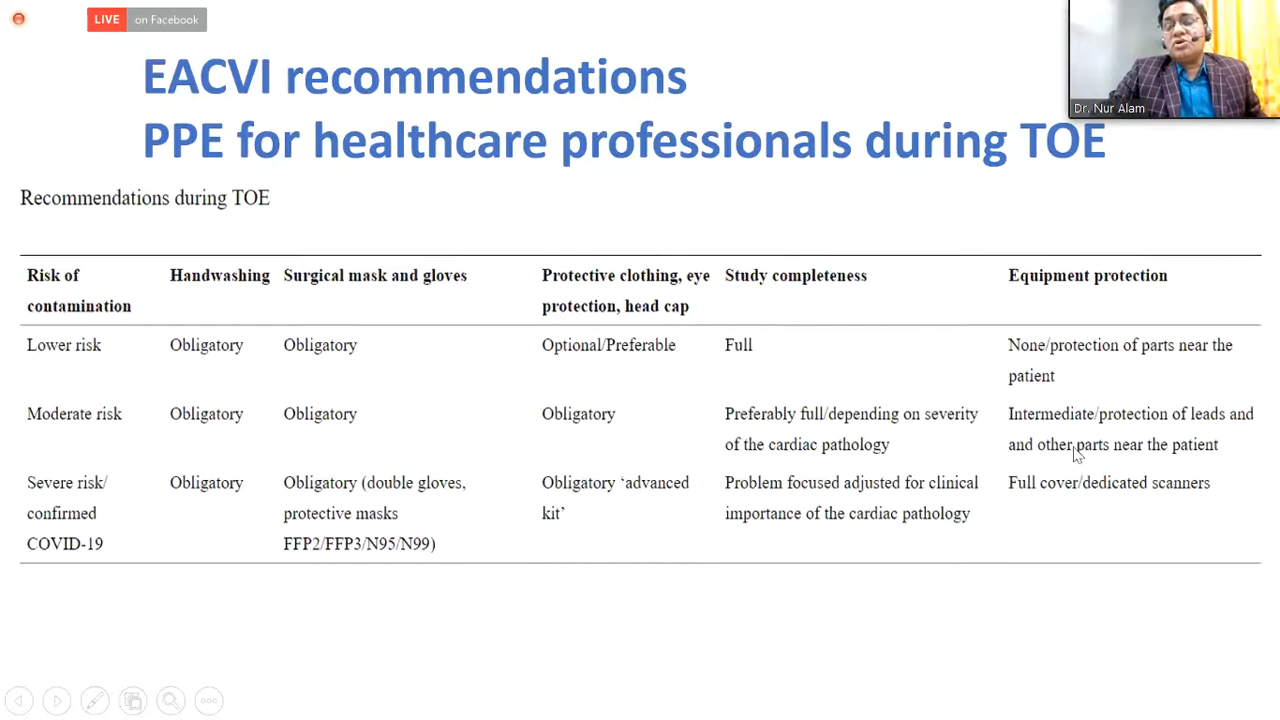 LIVE on Facebook
EACVI recommendations
PPE for healthcare professionals during TOE
Dr. Nur Alam
Recommendations during TOE
Risk of contamination
Handwashing
Surgical mask and gloves
Protective clothing, eye protection, head cap
Study completeness
Equipment protection
Lower risk
Obligatory
Obligatory
Optional/Preferable
Full
None/protection of parts near the
patient
Moderate risk
Obligatory
Obligatory
Obligatory
Preferably full/depending on severity
of the cardiac pathology
Intermediate/protection of leads and
and other parts near the patient
Severe risk/
confirmed
COVID-19
Obligatory
Obligatory (double gloves,
protective masks
FFP2/FFP3/N95/N99)
Obligatory ‘advanced
kit’
Problem focused adjusted for clinical
importance of the cardiac pathology
Full cover/dedicated scanners